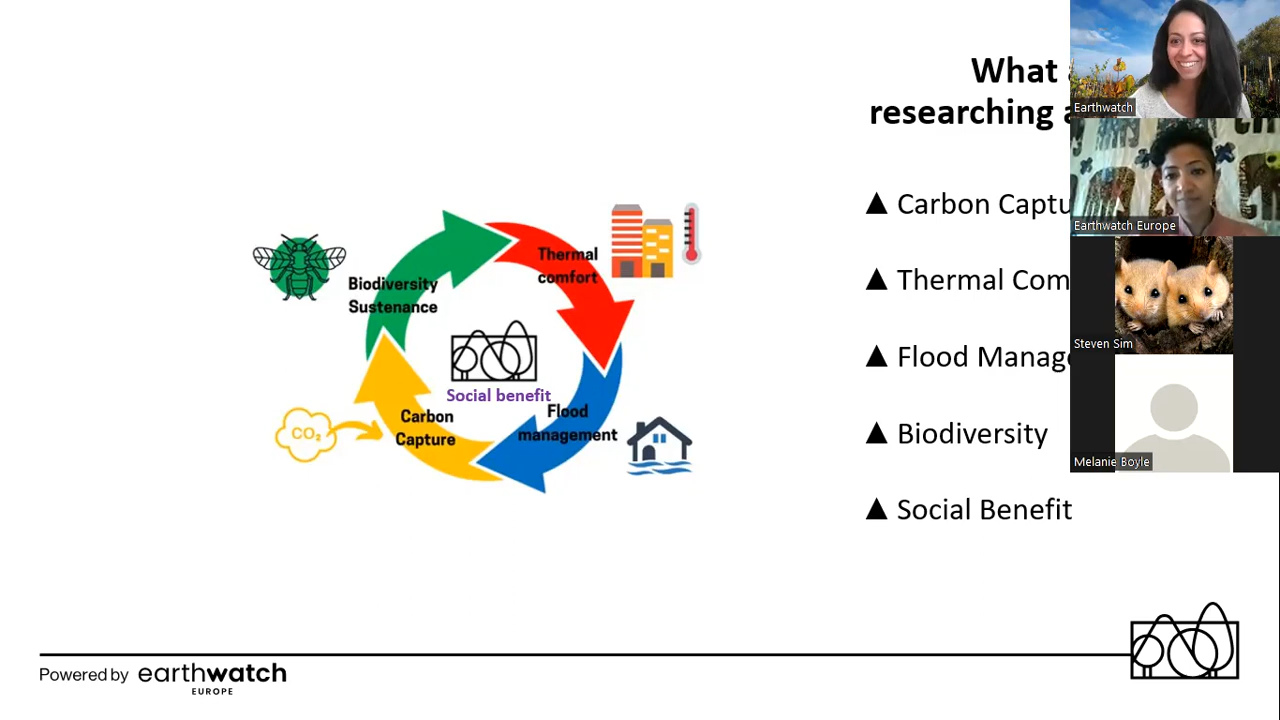 What
researching
Carbon Captu
Thermal Com
Flood Manage
Biodiversity
Social Benefit
Biodiversity
Sustenance
Thermal
comfort
Social benefit
Carbon
Capture
Flood
management
CO2
Earthwatch
Earthwatch Europe
Steven Sim
Melanie Boyle
Powered by earthwatch
EUROPE